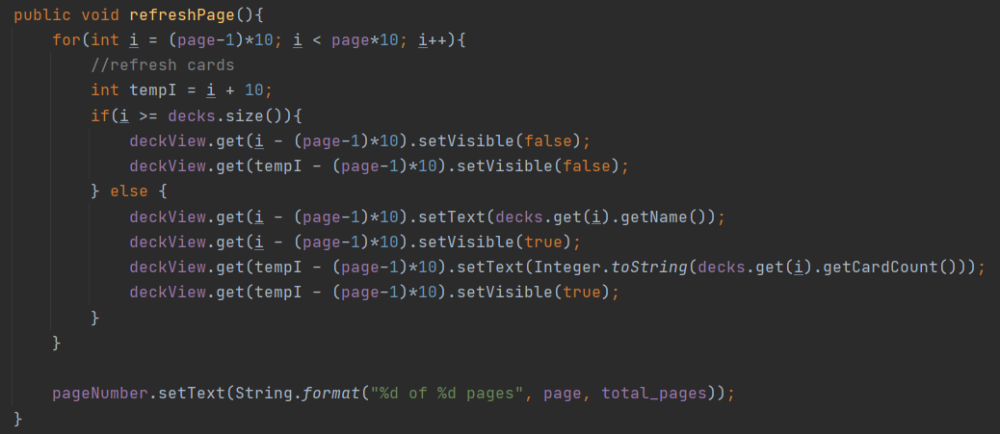 public void refreshPage(){
    for(int i = (page-1)*10; i < page*10; i++){
        //refresh cards
        int tempI = i + 10;
        if(i >= decks.size()){
            deckView.get(i - (page-1)*10).setVisible(false);
            deckView.get(tempI - (page-1)*10).setVisible(false);
        } else {
            deckView.get(i - (page-1)*10).setText(decks.get(i).getName());
            deckView.get(i - (page-1)*10).setVisible(true);
            deckView.get(tempI - (page-1)*10).setText(Integer.toString(decks.get(i).getCardCount()));
            deckView.get(tempI - (page-1)*10).setVisible(true);
        }
    }

    pageNumber.setText(String.format("%d of %d pages", page, total_pages));
}